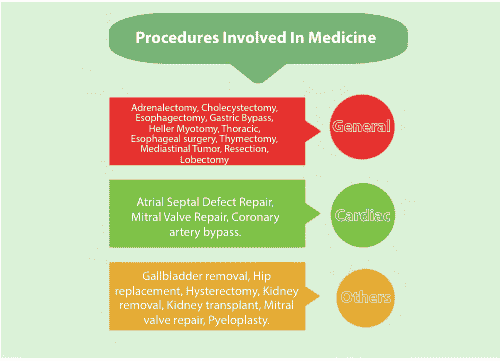 Procedures Involved In Medicine
Adrenalectomy, Cholecystectomy,
Esophagectomy, Gastric Bypass,
Heller Myotomy, Thoracic,
Esophageal surgery, Thymectomy,
Mediastinal Tumor, Resection,
Lobectomy
General
Atrial Septal Defect Repair,
Mitral Valve Repair, Coronary
artery bypass.
Cardiac
Gallbladder removal, Hip
replacement, Hysterectomy, Kidney
removal, Kidney transplant, Mitral
valve repair, Pyeloplasty.
Others